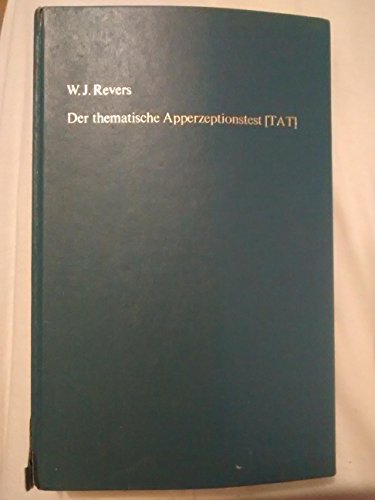 W. J. Revers
Der thematische Apperzeptionstest [TAT]